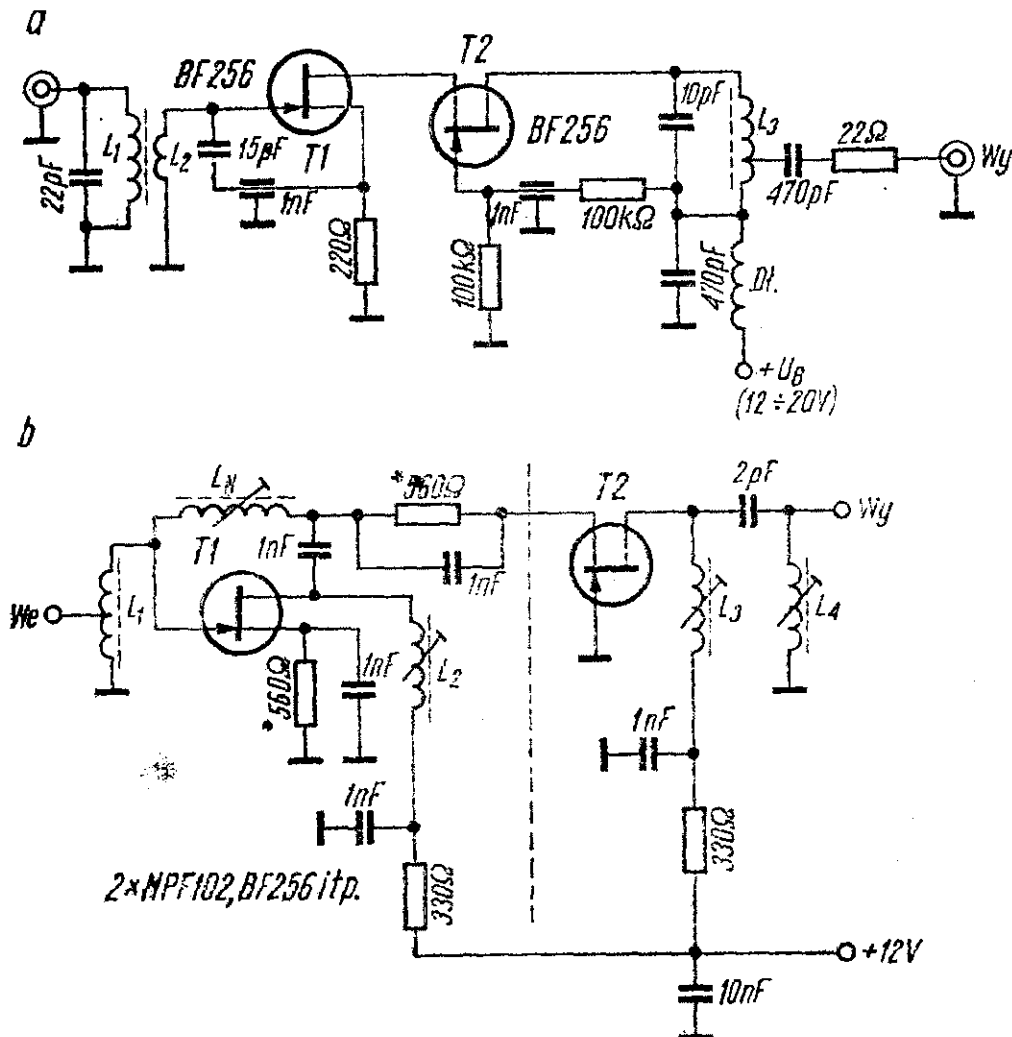 a
BF256
T1
T2
BF256
22pF
L1
L2
15pF
1nF
220Ω
100kΩ
1nF
100kΩ
10pF
L3
470pF
22Ω
Wy
470pF
Dł.
+UB
(12÷20V)
b
LN
*560Ω
T1
1nF
1nF
We
L1
*560Ω
1nF
L2
1nF
330Ω
2×MPF102, BF256 itp.
T2
2pF
Wy
L3
L4
1nF
330Ω
+12V
10nF